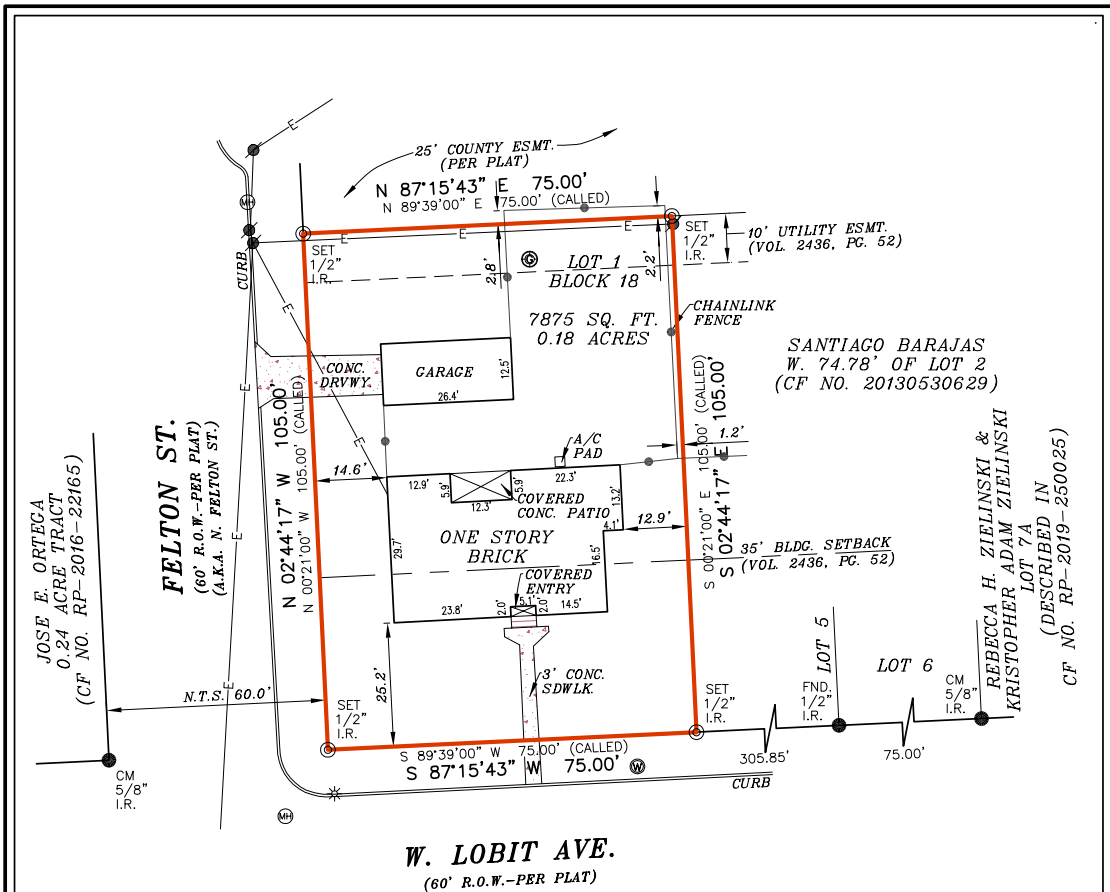 25' COUNTY ESMT.
(PER PLAT)
N 87°15'43" E 75.00'
N 89°39'00" E 75.00' (CALLED)
E
E
E
E
E
E
E
MH
CURB
SET
1/2"
I.R.
2.8'
G
LOT 1
BLOCK 18
2.2'
SET
1/2"
I.R.
10' UTILITY ESMT.
(VOL. 2436, PG. 52)
7875 SQ. FT.
0.18 ACRES
CHAINLINK
FENCE
SANTIAGO BARAJAS
W. 74.78' OF LOT 2
(CF NO. 20130530629)
CONC.
DRVWY.
GARAGE
12.5'
26.4'
JOSE E. ORTEGA
0.24 ACRE TRACT
(CF NO. RP-2016-22165)
FELTON ST.
(60' R.O.W.-PER PLAT)
(A.K.A. N. FELTON ST.)
N 02°44'17" W 105.00'
N 00°21'00" W 105.00' (CALLED)
S 00°21'00" E 105.00' (CALLED)
S 02°44'17" E 105.00'
1.2'
A/C
PAD
14.6'
12.9'
5.9'
5.9'
22.3'
12.3'
COVERED
CONC. PATIO
13.2'
4.1'
12.9'
ONE STORY
BRICK
29.7'
16.5'
35' BLDG. SETBACK
(VOL. 2436, PG. 52)
COVERED
ENTRY
23.8'
2.0'
5.1'
2.0'
14.5'
25.2'
3' CONC.
SDWLK.
N.T.S. 60.0'
SET
1/2"
I.R.
SET
1/2"
I.R.
LOT 5
FND.
1/2"
I.R.
LOT 6
CM
5/8"
I.R.
REBECCA H. ZIELINSKI &
KRISTOPHER ADAM ZIELINSKI
LOT 7A
(DESCRIBED IN
CF NO. RP-2019-250025)
305.85'
75.00'
CM
5/8"
I.R.
S 89°39'00" W 75.00' (CALLED)
S 87°15'43" W 75.00'
W
CURB
MH
W. LOBIT AVE.
(60' R.O.W.-PER PLAT)